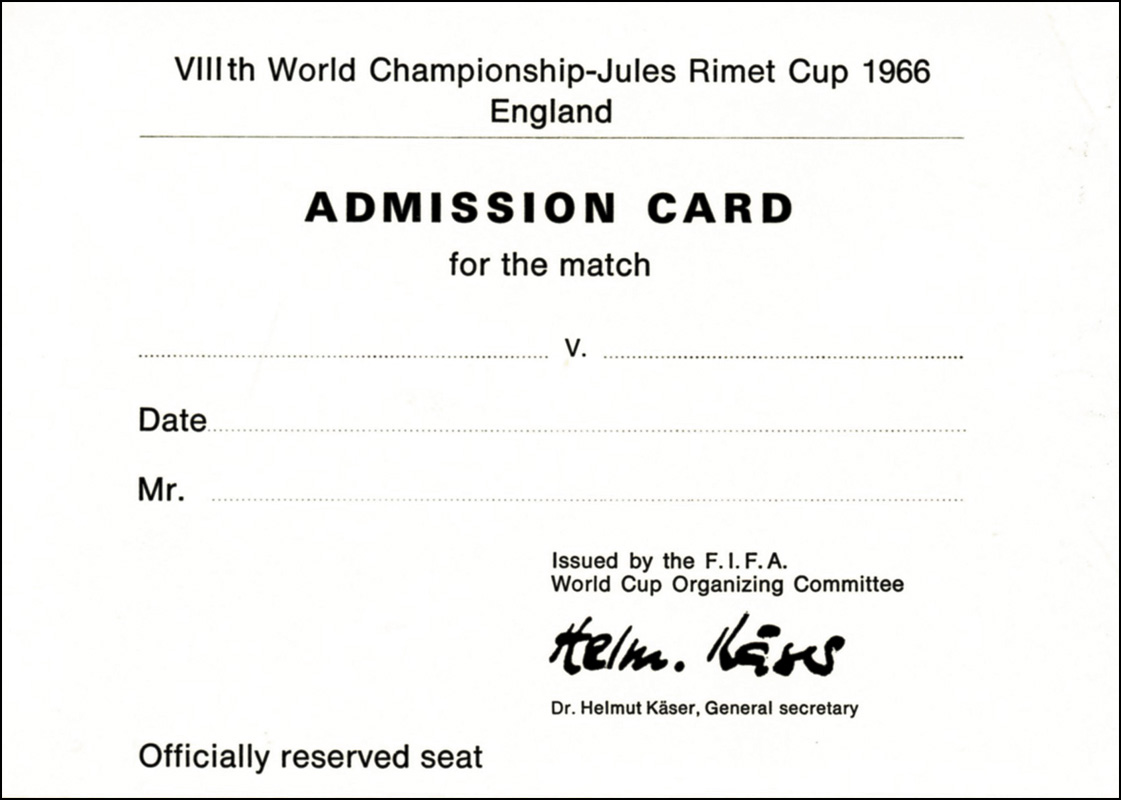 VIIIth World Championship-Jules Rimet Cup 1966
England
ADMISSION CARD
for the match
v.
Date
Mr.
Issued by the F.I.F.A.
World Cup Organizing Committee
Helm. Käser
Dr. Helmut Käser, General secretary
Officially reserved seat